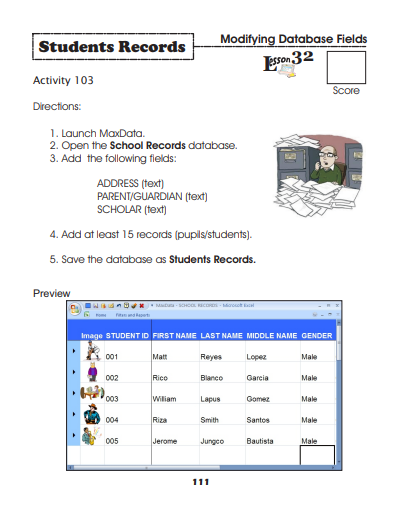 Modifying Database Fields
Students Records
Lesson 32
Activity 103
Score
Directions:
1. Launch MaxData.
2. Open the School Records database.
3. Add the following fields:
ADDRESS (text)
PARENT/GUARDIAN (text)
SCHOLAR (text)
4. Add at least 15 records (pupils/students).
5. Save the database as Students Records.
Preview
MaxData - SCHOOL RECORDS - Microsoft Excel
Home Filters and Reports
Image STUDENT ID FIRST NAME LAST NAME MIDDLE NAME GENDER
001 Matt Reyes Lopez Male
002 Rico Blanco Garcia Male
003 William Lapus Gomez Male
004 Riza Smith Santos Male
005 Jerome Jungco Bautista Male
111